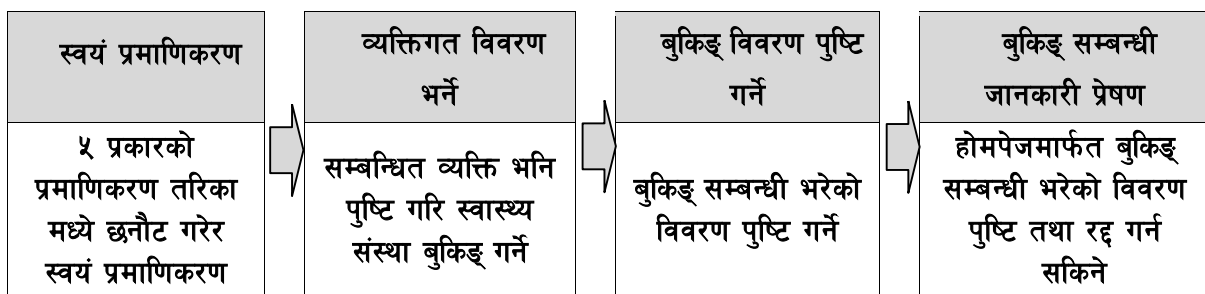 स्वयं प्रमाणिकरण
५ प्रकारको
प्रमाणिकरण तरिका
मध्ये छनौट गरेर
स्वयं प्रमाणिकरण
व्यक्तिगत विवरण
भर्ने
सम्बन्धित व्यक्ति भनि
पुष्टि गरि स्वास्थ्य
संस्था बुकिङ् गर्ने
बुकिङ् विवरण पुष्टि
गर्ने
बुकिङ् सम्बन्धी भरेको
विवरण पुष्टि गर्ने
बुकिङ् सम्बन्धी
जानकारी प्रेषण
होमपेजमार्फत बुकिङ्
सम्बन्धी भरेको विवरण
पुष्टि तथा रद्द गर्न
सकिने